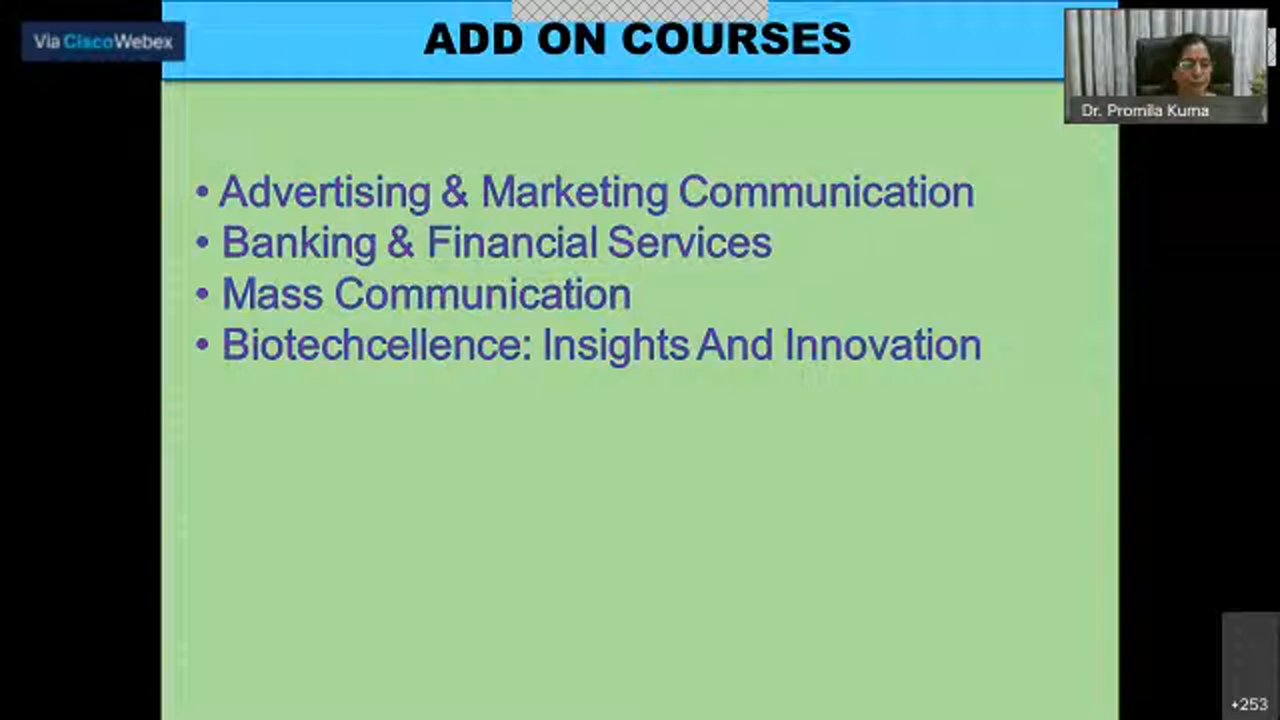 Via CiscoWebex
ADD ON COURSES
Dr. Promila Kuma
• Advertising & Marketing Communication
• Banking & Financial Services
• Mass Communication
• Biotechcellence: Insights And Innovation
+253